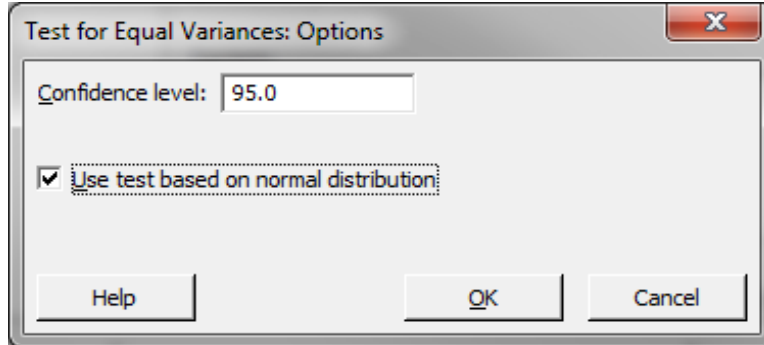 Test for Equal Variances: Options
Confidence level: 95.0
Use test based on normal distribution
Help OK Cancel